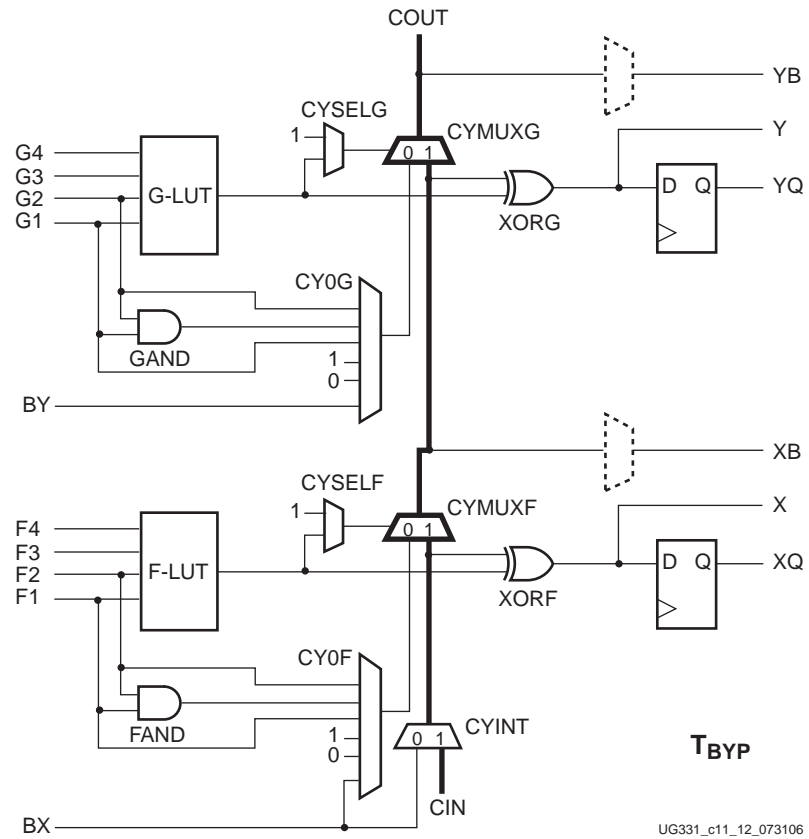 COUT
YB
CYSELG
1
CYMUXG
0 1
Y
G4
G3
G2
G1
G-LUT
D Q
YQ
XORG
CY0G
GAND
1
0
BY
XB
CYSELF
1
CYMUXF
0 1
X
F4
F3
F2
F1
F-LUT
D Q
XQ
XORF
CY0F
FAND
1
0
CYINT
0 1
TBYP
CIN
BX
UG331_c11_12_073106